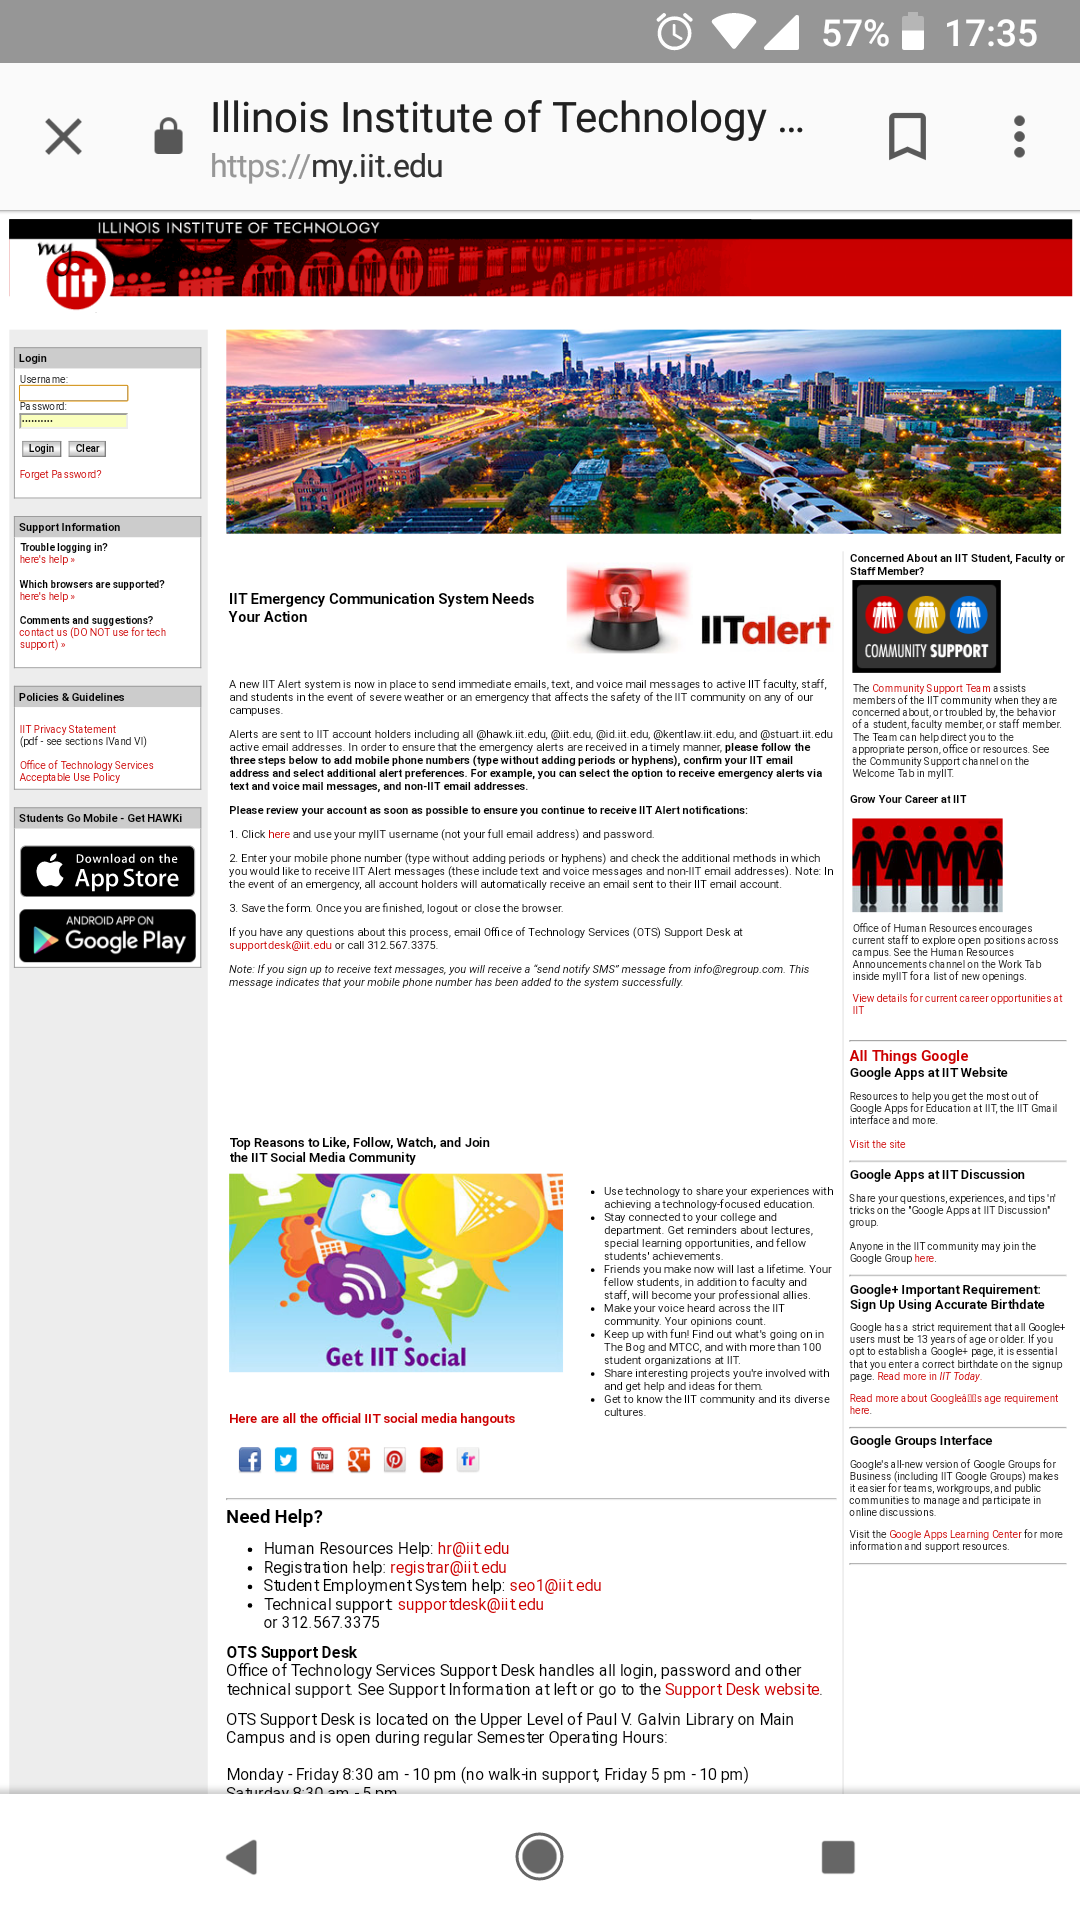 57% 17:35
Illinois Institute of Technology ...
https://my.iit.edu
ILLINOIS INSTITUTE OF TECHNOLOGY
my
iit
Login
Username:
Password:
··········
Login Clear
Forget Password?
Support Information
Trouble logging in?
here's help »
Which browsers are supported?
here's help »
Comments and suggestions?
contact us (DO NOT use for tech
support) »
Policies & Guidelines
IIT Privacy Statement
(pdf - see sections IVand VI)
Office of Technology Services
Acceptable Use Policy
Students Go Mobile - Get HAWKi
Download on the
App Store
ANDROID APP ON
Google Play
IIT Emergency Communication System Needs
Your Action
IITalert
A new IIT Alert system is now in place to send immediate emails, text, and voice mail messages to active IIT faculty, staff,
and students in the event of severe weather or an emergency that affects the safety of the IIT community on any of our
campuses.
Alerts are sent to IIT account holders including all @hawk.iit.edu, @iit.edu, @id.iit.edu, @kentlaw.iit.edu, and @stuart.iit.edu
active email addresses. In order to ensure that the emergency alerts are received in a timely manner, please follow the
three steps below to add mobile phone numbers (type without adding periods or hyphens), confirm your IIT email
address and select additional alert preferences. For example, you can select the option to receive emergency alerts via
text and voice mail messages, and non-IIT email addresses.
Please review your account as soon as possible to ensure you continue to receive IIT Alert notifications:
1. Click here and use your myIIT username (not your full email address) and password.
2. Enter your mobile phone number (type without adding periods or hyphens) and check the additional methods in which
you would like to receive IIT Alert messages (these include text and voice messages and non-IIT email addresses). Note: In
the event of an emergency, all account holders will automatically receive an email sent to their IIT email account.
3. Save the form. Once you are finished, logout or close the browser.
If you have any questions about this process, email Office of Technology Services (OTS) Support Desk at
supportdesk@iit.edu or call 312.567.3375.
Note: If you sign up to receive text messages, you will receive a "send notify SMS" message from info@regroup.com. This
message indicates that your mobile phone number has been added to the system successfully.
Top Reasons to Like, Follow, Watch, and Join
the IIT Social Media Community
Get IIT Social
Use technology to share your experiences with
achieving a technology-focused education.
Stay connected to your college and
department. Get reminders about lectures,
special learning opportunities, and fellow
students' achievements.
Friends you make now will last a lifetime. Your
fellow students, in addition to faculty and
staff, will become your professional allies.
Make your voice heard across the IIT
community. Your opinions count.
Keep up with fun! Find out what's going on in
The Bog and MTCC, and with more than 100
student organizations at IIT.
Share interesting projects you're involved with
and get help and ideas for them.
Get to know the IIT community and its diverse
cultures.
Here are all the official IIT social media hangouts
You
Tube
g+
fr
Need Help?
Human Resources Help: hr@iit.edu
Registration help: registrar@iit.edu
Student Employment System help: seo1@iit.edu
Technical support: supportdesk@iit.edu
or 312.567.3375
OTS Support Desk
Office of Technology Services Support Desk handles all login, password and other
technical support. See Support Information at left or go to the Support Desk website.
OTS Support Desk is located on the Upper Level of Paul V. Galvin Library on Main
Campus and is open during regular Semester Operating Hours:
Monday - Friday 8:30 am - 10 pm (no walk-in support, Friday 5 pm - 10 pm)
Saturday 8:30 am - 5 pm
Concerned About an IIT Student, Faculty or
Staff Member?
COMMUNITY SUPPORT
The Community Support Team assists
members of the IIT community when they are
concerned about, or troubled by, the behavior
of a student, faculty member, or staff member.
The Team can help direct you to the
appropriate person, office or resources. See
the Community Support channel on the
Welcome Tab in myIIT.
Grow Your Career at IIT
Office of Human Resources encourages
current staff to explore open positions across
campus. See the Human Resources
Announcements channel on the Work Tab
inside myIIT for a list of new openings.
View details for current career opportunities at
IIT
All Things Google
Google Apps at IIT Website
Resources to help you get the most out of
Google Apps for Education at IIT, the IIT Gmail
interface and more.
Visit the site
Google Apps at IIT Discussion
Share your questions, experiences, and tips 'n'
tricks on the "Google Apps at IIT Discussion"
group.
Anyone in the IIT community may join the
Google Group here.
Google+ Important Requirement:
Sign Up Using Accurate Birthdate
Google has a strict requirement that all Google+
users must be 13 years of age or older. If you
opt to establish a Google+ page, it is essential
that you enter a correct birthdate on the signup
page. Read more in IIT Today.
Read more about Googleâ��s age requirement
here.
Google Groups Interface
Google's all-new version of Google Groups for
Business (including IIT Google Groups) makes
it easier for teams, workgroups, and public
communities to manage and participate in
online discussions.
Visit the Google Apps Learning Center for more
information and support resources.